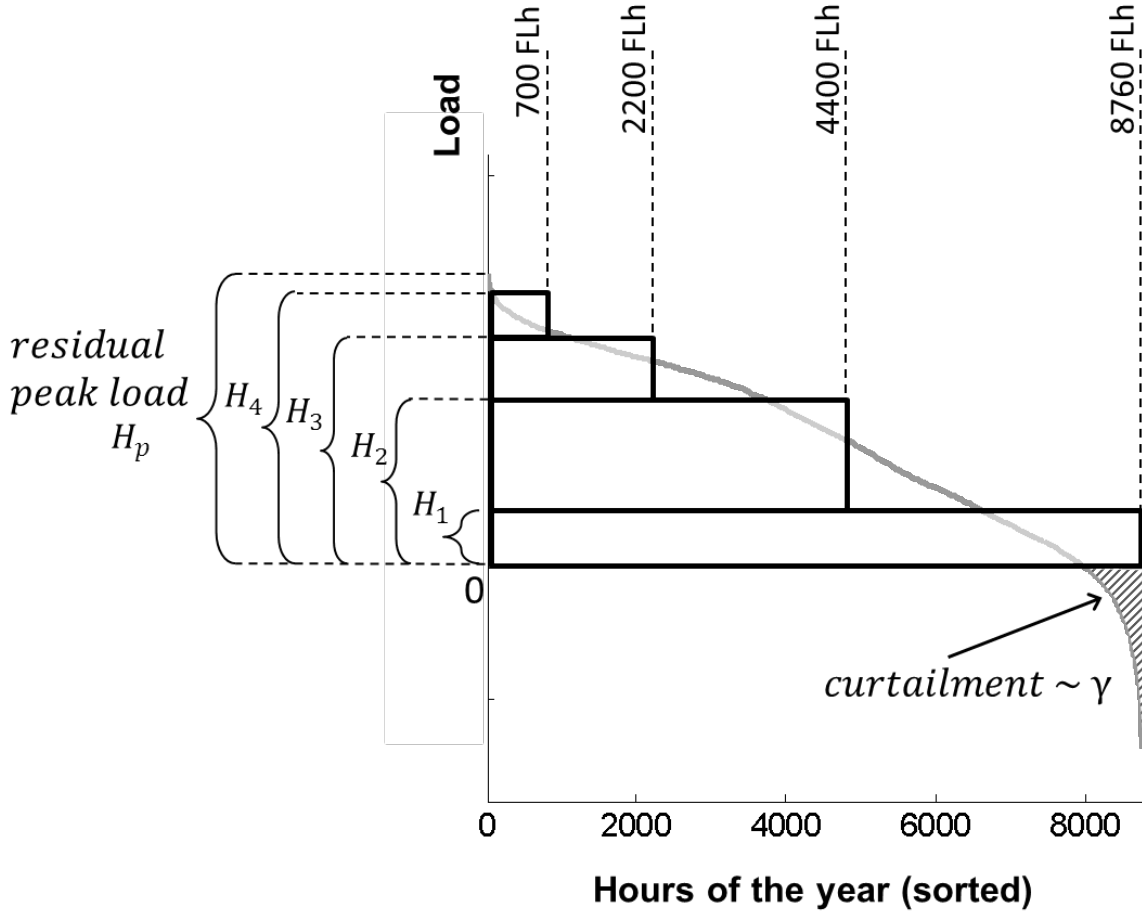 Load
700 FLh
2200 FLh
4400 FLh
8760 FLh
residual
peak load
H_p
H_4
H_3
H_2
H_1
0
curtailment ~ γ
0
2000
4000
6000
8000
Hours of the year (sorted)